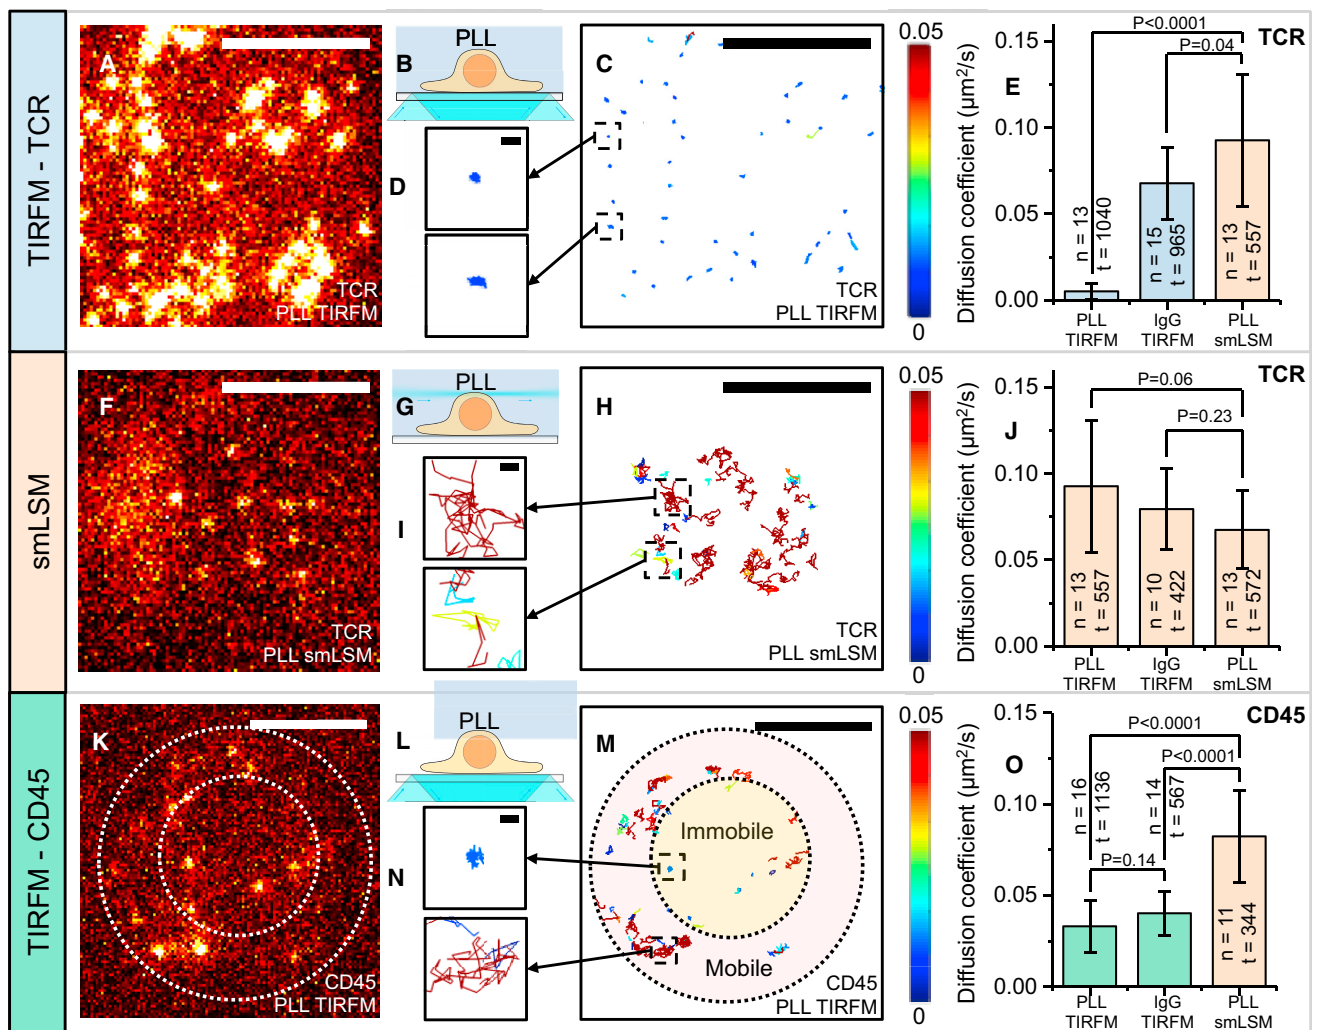 TIRFM - TCR
A
TCR
PLL TIRFM
B
PLL
D
C
TCR
PLL TIRFM
0.05
0
Diffusion coefficient (μm²/s)
E
TCR
P<0.0001
P=0.04
0.15
0.10
0.05
0.00
n = 13
t = 1040
n = 15
t = 965
n = 13
t = 557
PLL
TIRFM
IgG
TIRFM
PLL
smLSM
smLSM
F
TCR
PLL smLSM
G
PLL
I
H
TCR
PLL smLSM
0.05
0
Diffusion coefficient (μm²/s)
J
TCR
P=0.06
P=0.23
0.15
0.10
0.05
0.00
n = 13
t = 557
n = 10
t = 422
n = 13
t = 572
PLL
TIRFM
IgG
TIRFM
PLL
smLSM
TIRFM - CD45
K
CD45
PLL TIRFM
L
PLL
N
M
Immobile
Mobile
CD45
PLL TIRFM
0.05
0
Diffusion coefficient (μm²/s)
O
CD45
P<0.0001
P<0.0001
P=0.14
0.15
0.10
0.05
0.00
n = 16
t = 1136
n = 14
t = 567
n = 11
t = 344
PLL
TIRFM
IgG
TIRFM
PLL
smLSM